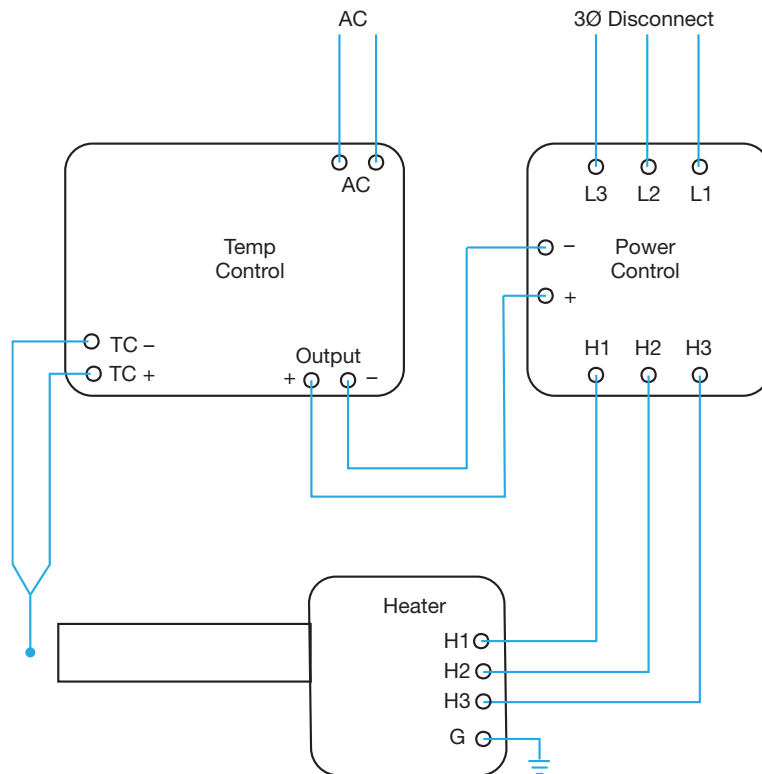 AC
3Ø Disconnect
AC
L3 L2 L1
Temp
Control
–
Power
Control
+
TC –
TC +
Output
+ –
H1 H2 H3
Heater
H1
H2
H3
G